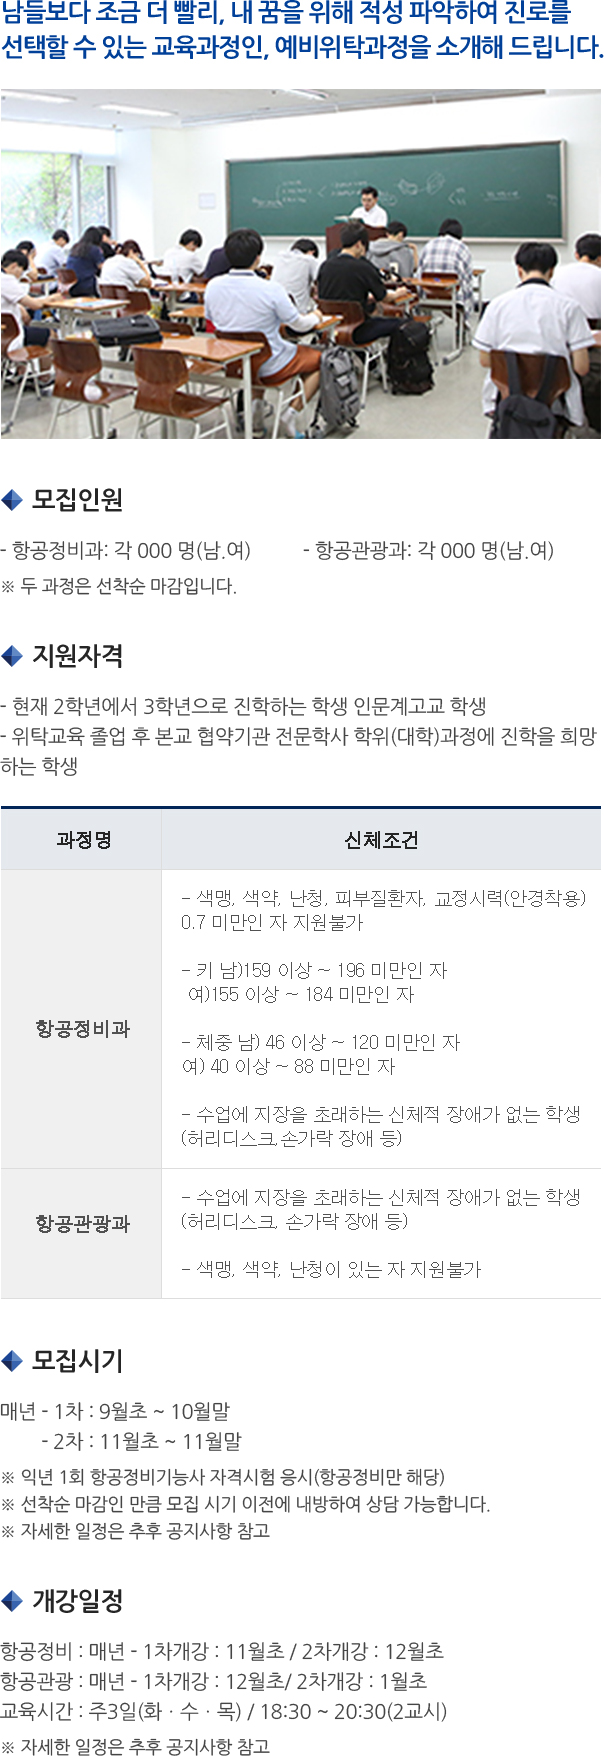 남들보다 조금 더 빨리, 내 꿈을 위해 적성 파악하여 진로를
선택할 수 있는 교육과정인, 예비위탁과정을 소개해 드립니다.
모집인원
- 항공정비과: 각 000 명(남.여) - 항공관광과: 각 000 명(남.여)
※ 두 과정은 선착순 마감입니다.
지원자격
- 현재 2학년에서 3학년으로 진학하는 학생 인문계고교 학생
- 위탁교육 졸업 후 본교 협약기관 전문학사 학위(대학)과정에 진학을 희망
하는 학생
과정명 신체조건
항공정비과
- 색맹, 색약, 난청, 피부질환자, 교정시력(안경착용)
0.7 미만인 자 지원불가
- 키 남)159 이상 ~ 196 미만인 자
여)155 이상 ~ 184 미만인 자
- 체중 남) 46 이상 ~ 120 미만인 자
여) 40 이상 ~ 88 미만인 자
- 수업에 지장을 초래하는 신체적 장애가 없는 학생
(허리디스크,손가락 장애 등)
항공관광과
- 수업에 지장을 초래하는 신체적 장애가 없는 학생
(허리디스크, 손가락 장애 등)
- 색맹, 색약, 난청이 있는 자 지원불가
모집시기
매년 - 1차 : 9월초 ~ 10월말
- 2차 : 11월초 ~ 11월말
※ 익년 1회 항공정비기능사 자격시험 응시(항공정비만 해당)
※ 선착순 마감인 만큼 모집 시기 이전에 내방하여 상담 가능합니다.
※ 자세한 일정은 추후 공지사항 참고
개강일정
항공정비 : 매년 - 1차개강 : 11월초 / 2차개강 : 12월초
항공관광 : 매년 - 1차개강 : 12월초/ 2차개강 : 1월초
교육시간 : 주3일(화 · 수 · 목) / 18:30 ~ 20:30(2교시)
※ 자세한 일정은 추후 공지사항 참고